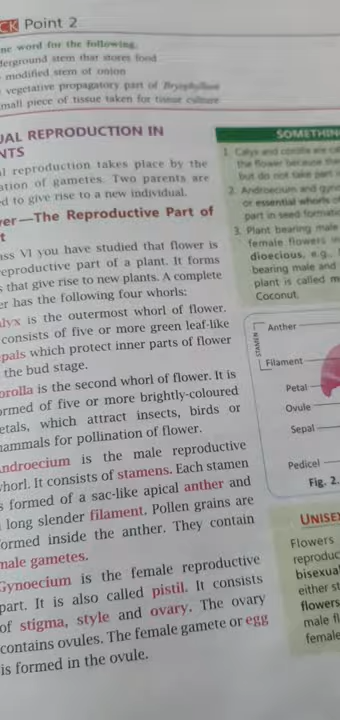 CK Point 2
ne word for the following.
derground stem that stores food
modified stem of onion
vegetative propagatory part of Bryophyllum
mall piece of tissue taken for tissue culture
UAL REPRODUCTION IN
NTS
l reproduction takes place by the
ation of gametes. Two parents are
ed to give rise to a new individual.
er—The Reproductive Part of
t
ass VI you have studied that flower is
reproductive part of a plant. It forms
s that give rise to new plants. A complete
er has the following four whorls:
alyx is the outermost whorl of flower.
consists of five or more green leaf-like
pals which protect inner parts of flower
the bud stage.
orolla is the second whorl of flower. It is
ormed of five or more brightly-coloured
etals, which attract insects, birds or
mammals for pollination of flower.
Androecium is the male reproductive
whorl. It consists of stamens. Each stamen
s formed of a sac-like apical anther and
long slender filament. Pollen grains are
formed inside the anther. They contain
male gametes.
Gynoecium is the female reproductive
part. It is also called pistil. It consists
of stigma, style and ovary. The ovary
contains ovules. The female gamete or egg
is formed in the ovule.
SOMETHIN
1. Calyx and corolla are
the flower because the
but do not take part
2. Androecium and gyn
or essential whorls of
part in seed formati
3. Plant bearing male
female flowers
dioecious, e.g.,
bearing male and
plant is called m
Coconut.
STAMEN
Anther
Filament
Petal
Ovule
Sepal
Pedicel
Fig. 2.
UNISEX
Flowers
reproduc
bisexual
either st
flowers
male fl
female